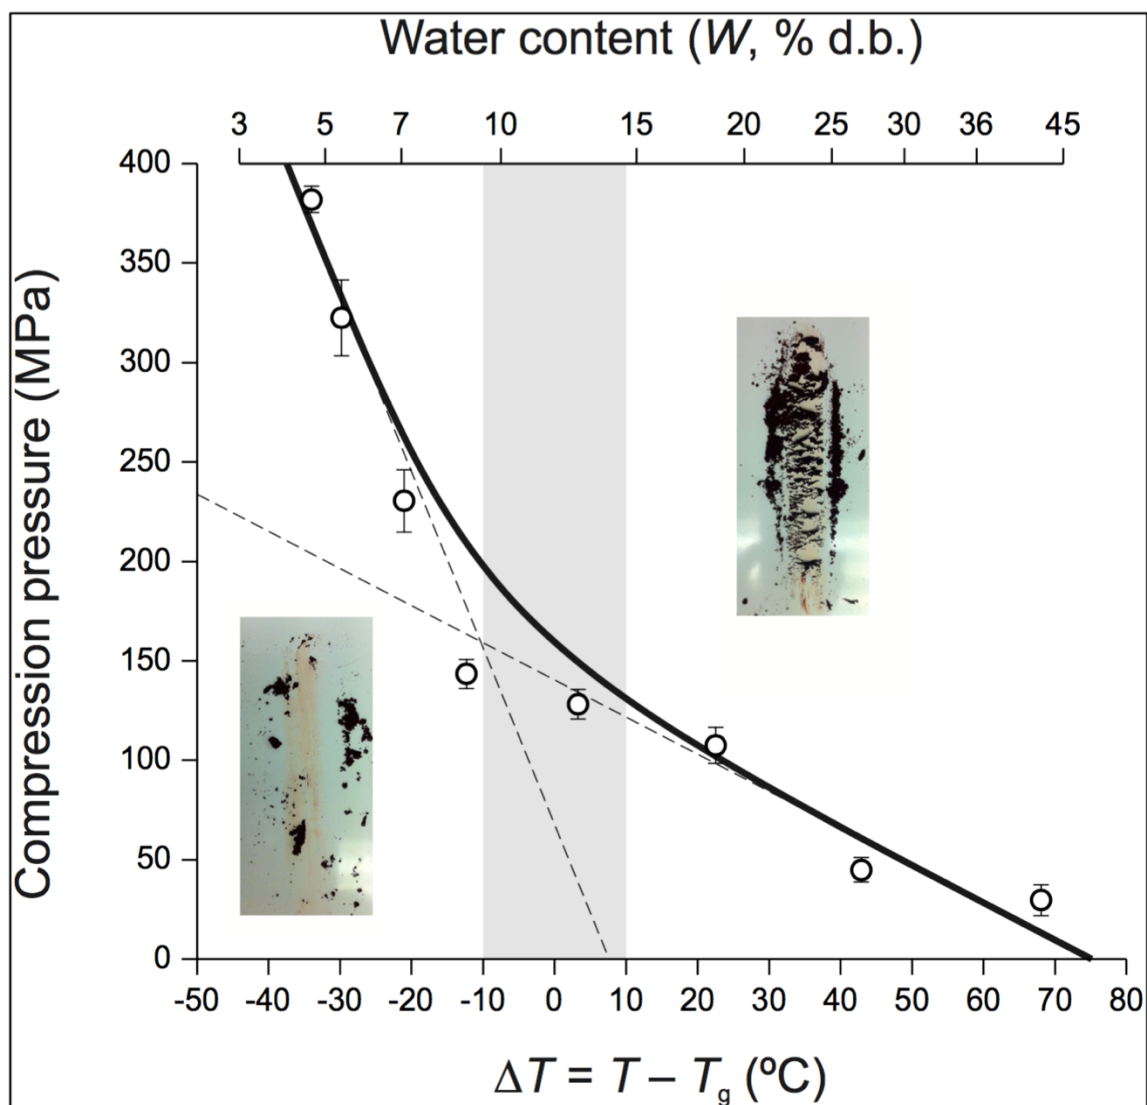 Water content (W, % d.b.)
3 5 7 10 15 20 25 30 36 45
400
350
300
250
200
150
100
50
0
Compression pressure (MPa)
-50 -40 -30 -20 -10 0 10 20 30 40 50 60 70 80
ΔT = T – Tg (ºC)